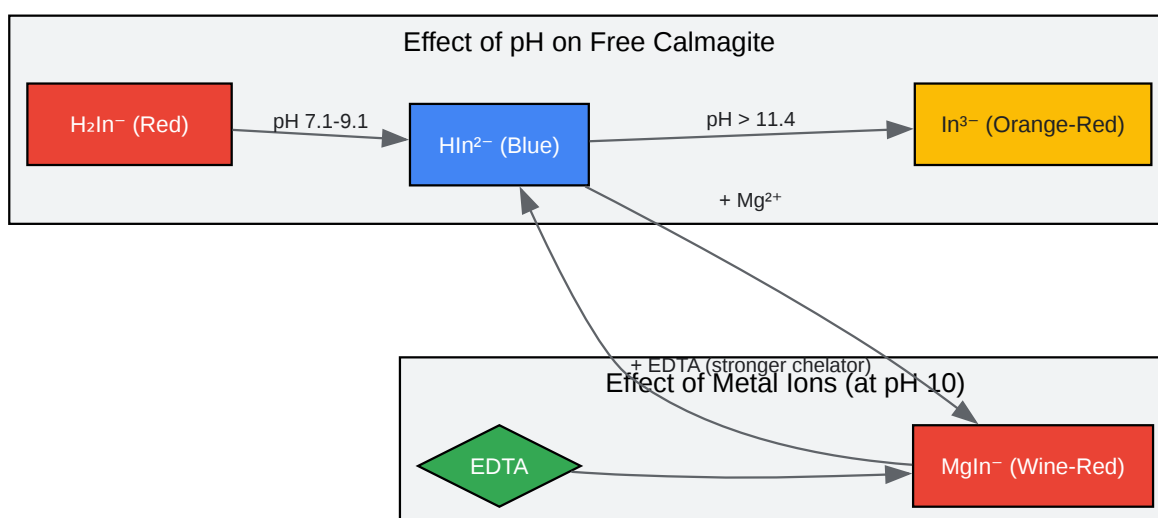 Effect of pH on Free Calmagite
H₂In⁻ (Red)
pH 7.1-9.1
HIn²⁻ (Blue)
pH > 11.4
In³⁻ (Orange-Red)
+ Mg²⁺
+ EDTA (stronger chelator)
Effect of Metal Ions (at pH 10)
EDTA
MgIn⁻ (Wine-Red)